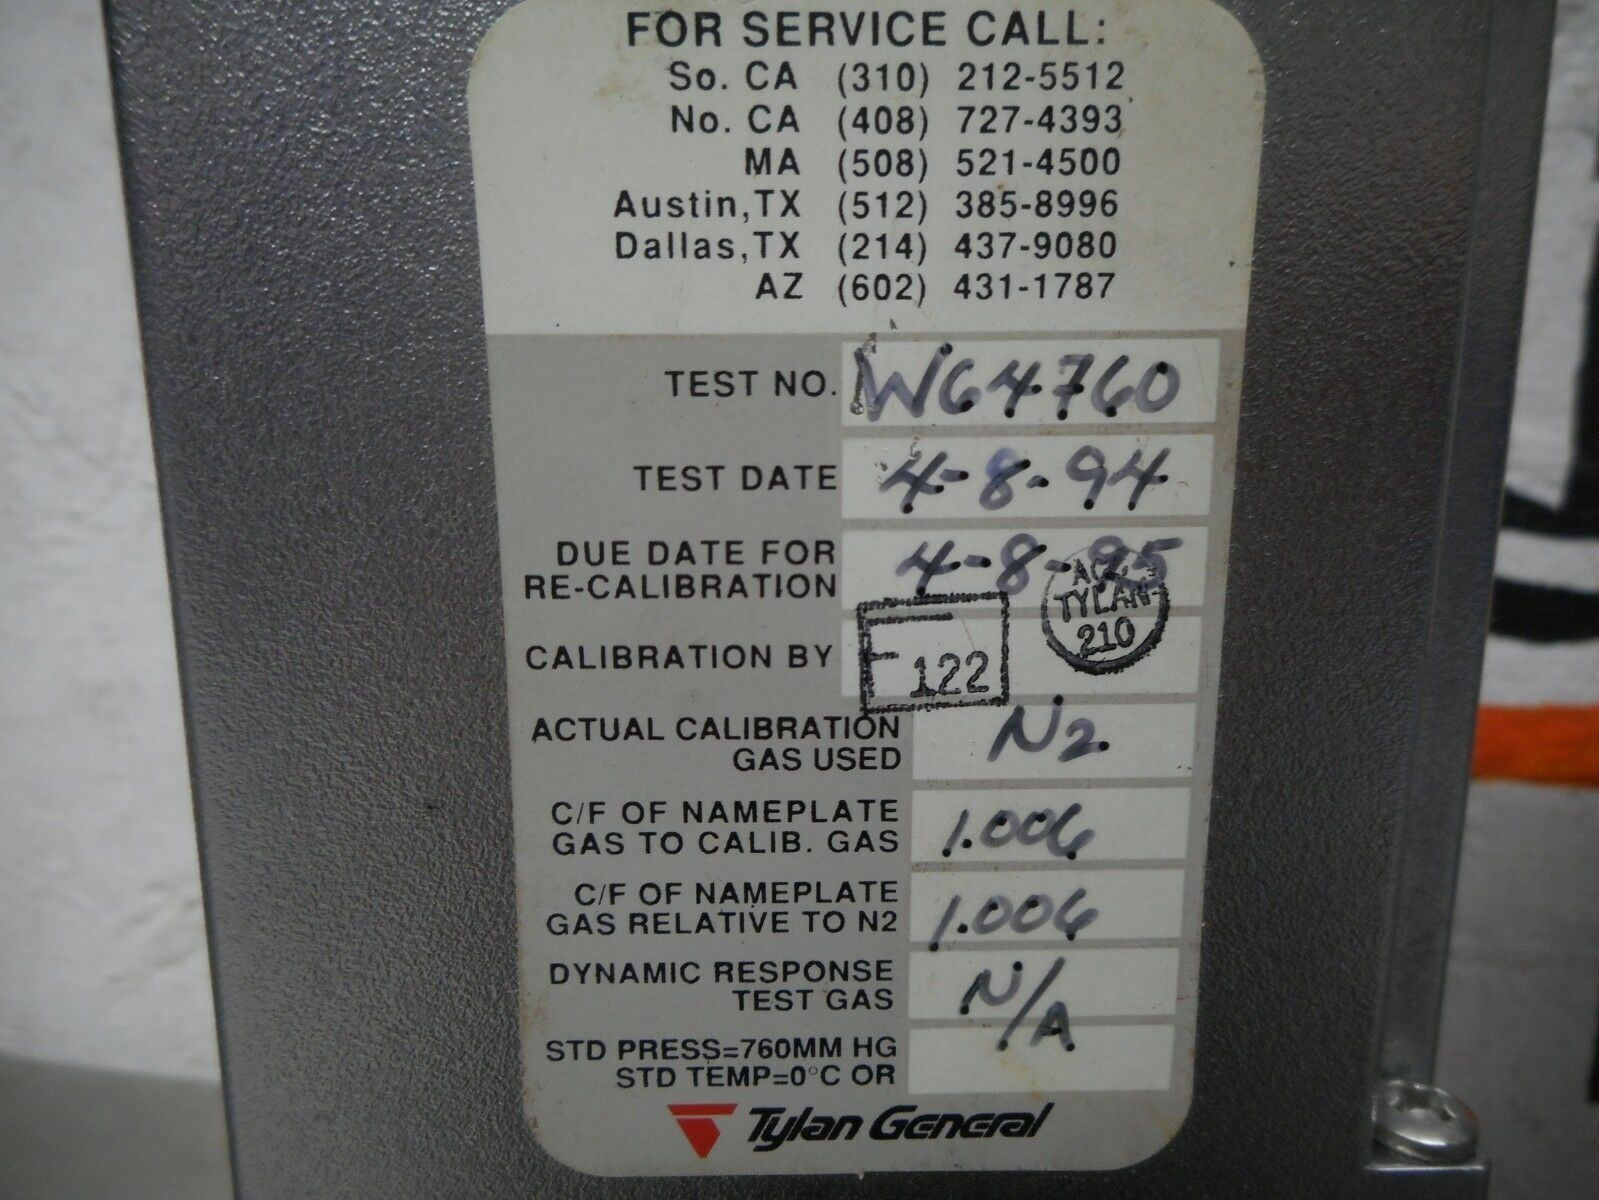 FOR SERVICE CALL:
So. CA (310) 212-5512
No. CA (408) 727-4393
MA (508) 521-4500
Austin,TX (512) 385-8996
Dallas,TX (214) 437-9080
AZ (602) 431-1787
TEST NO. W64760
TEST DATE 4-8-94
DUE DATE FOR
RE-CALIBRATION 4-8-95
TYLAN
210
CALIBRATION BY
122
ACTUAL CALIBRATION
GAS USED N2
C/F OF NAMEPLATE
GAS TO CALIB. GAS 1.006
C/F OF NAMEPLATE
GAS RELATIVE TO N2 1.006
DYNAMIC RESPONSE
TEST GAS N/A
STD PRESS=760MM HG
STD TEMP=0°C OR
Tylan General